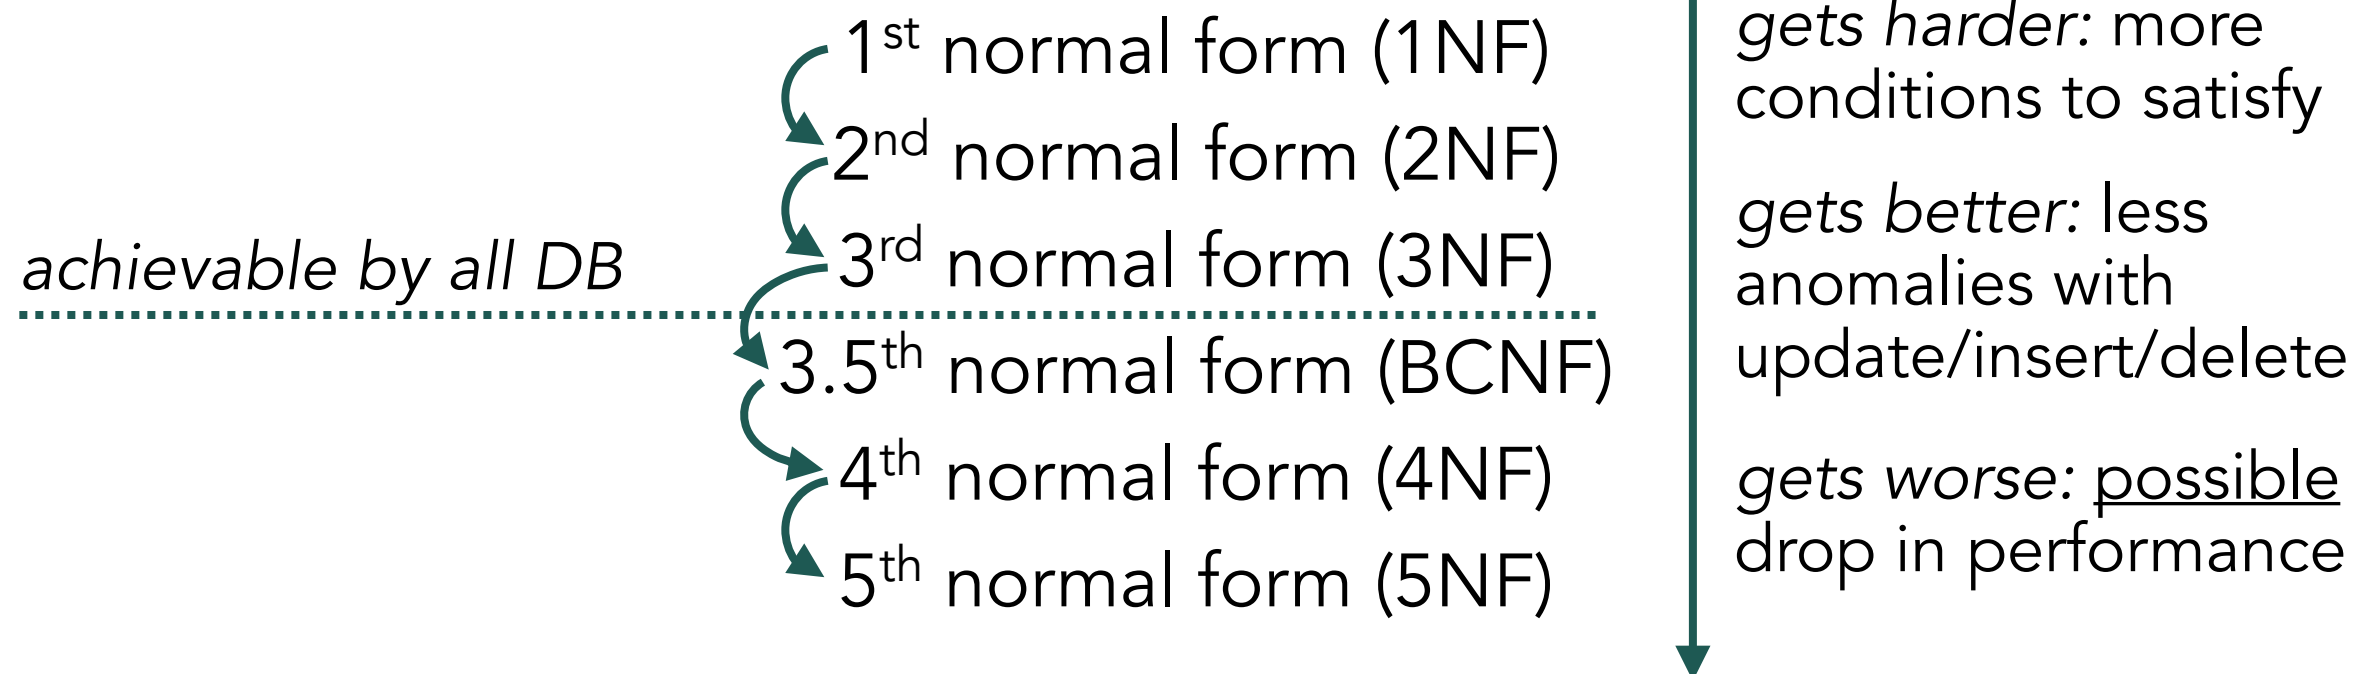 1st normal form (1NF)
2nd normal form (2NF)
3rd normal form (3NF)
achievable by all DB
3.5th normal form (BCNF)
4th normal form (4NF)
5th normal form (5NF)
gets harder: more
conditions to satisfy
gets better: less
anomalies with
update/insert/delete
gets worse: possible
drop in performance